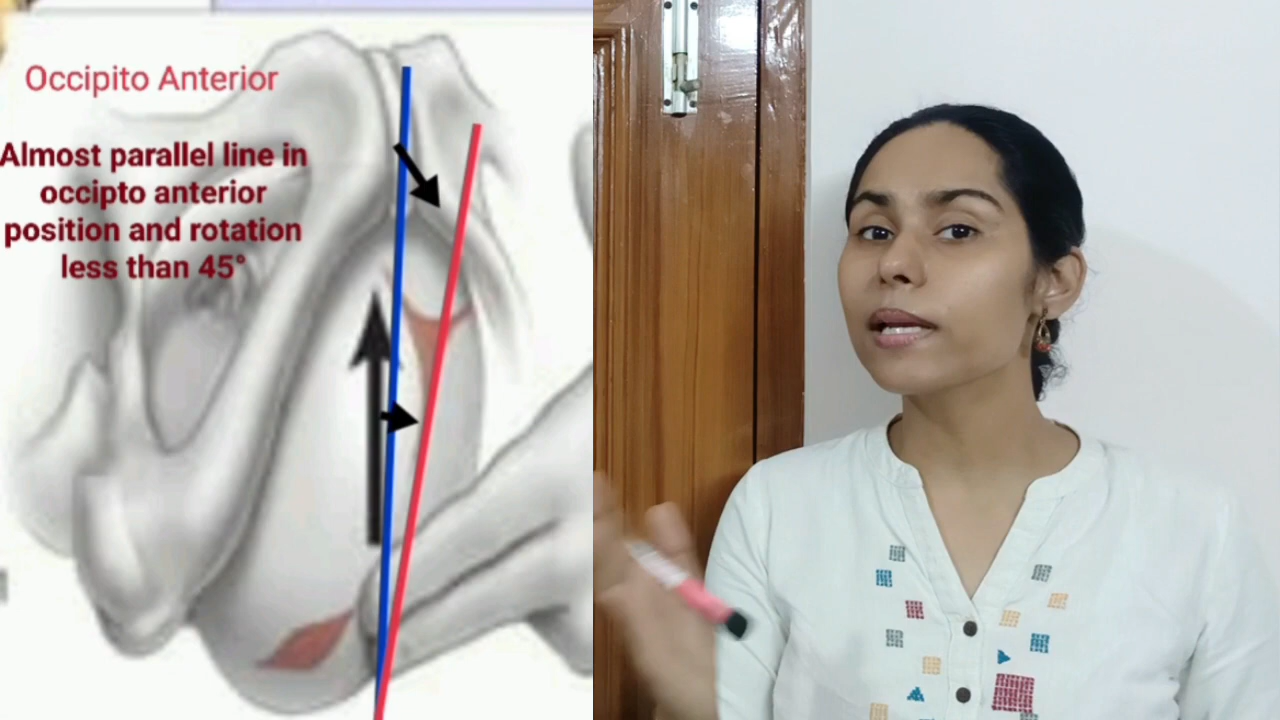 Occipito Anterior
Almost parallel line in
occipto anterior
position and rotation
less than 45°